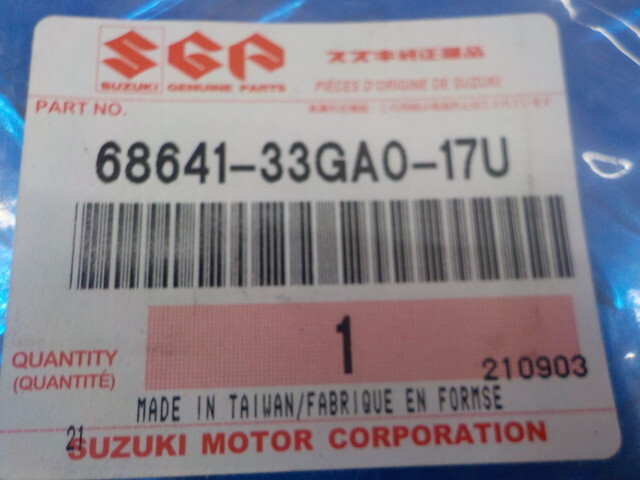 SGP スズキ純正部品
SUZUKI GENUINE PARTS PIÈCES D'ORIGINE DE SUZUKI
PART NO.
68641-33GA0-17U
1
QUANTITY
(QUANTITÉ)
210903
MADE IN TAIWAN/FABRIQUE EN FORMSE
21
SUZUKI MOTOR CORPORATION